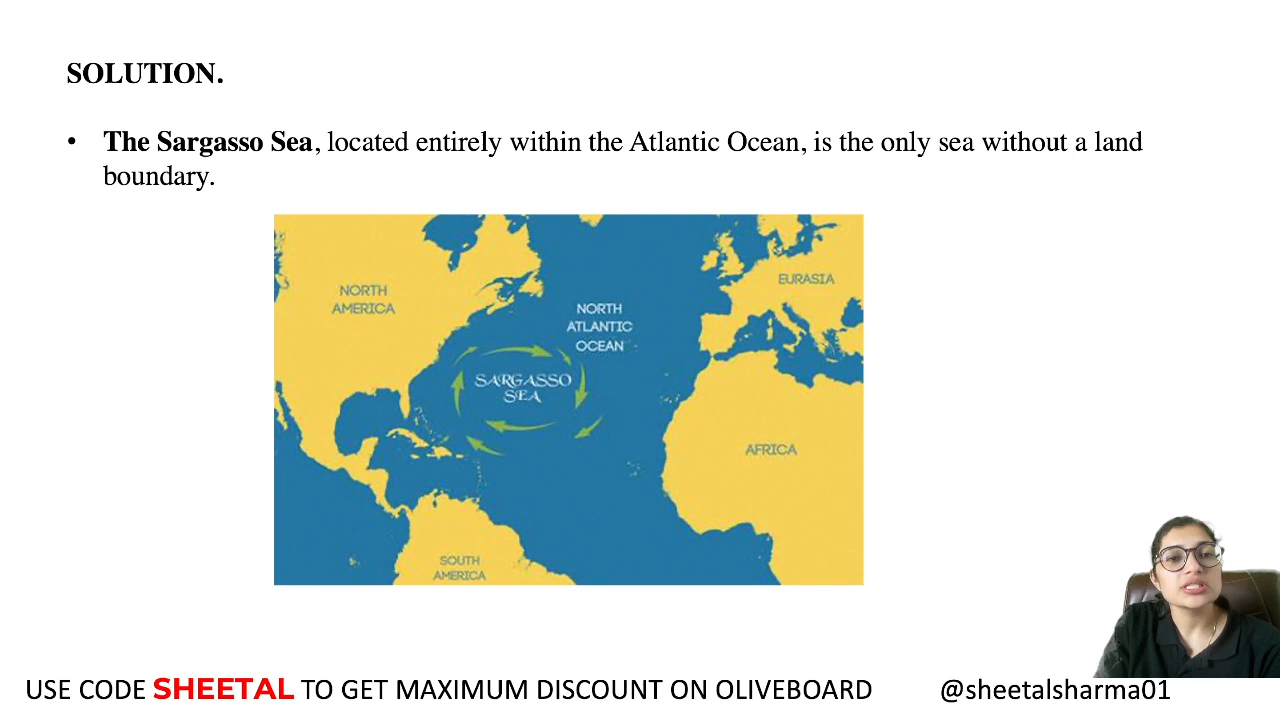 SOLUTION.
• The Sargasso Sea, located entirely within the Atlantic Ocean, is the only sea without a land
boundary.
NORTH
AMERICA
NORTH
ATLANTIC
OCEAN
EURASIA
SARGASSO
SEA
AFRICA
SOUTH
AMERICA
USE CODE SHEETAL TO GET MAXIMUM DISCOUNT ON OLIVEBOARD
@sheetalsharma01